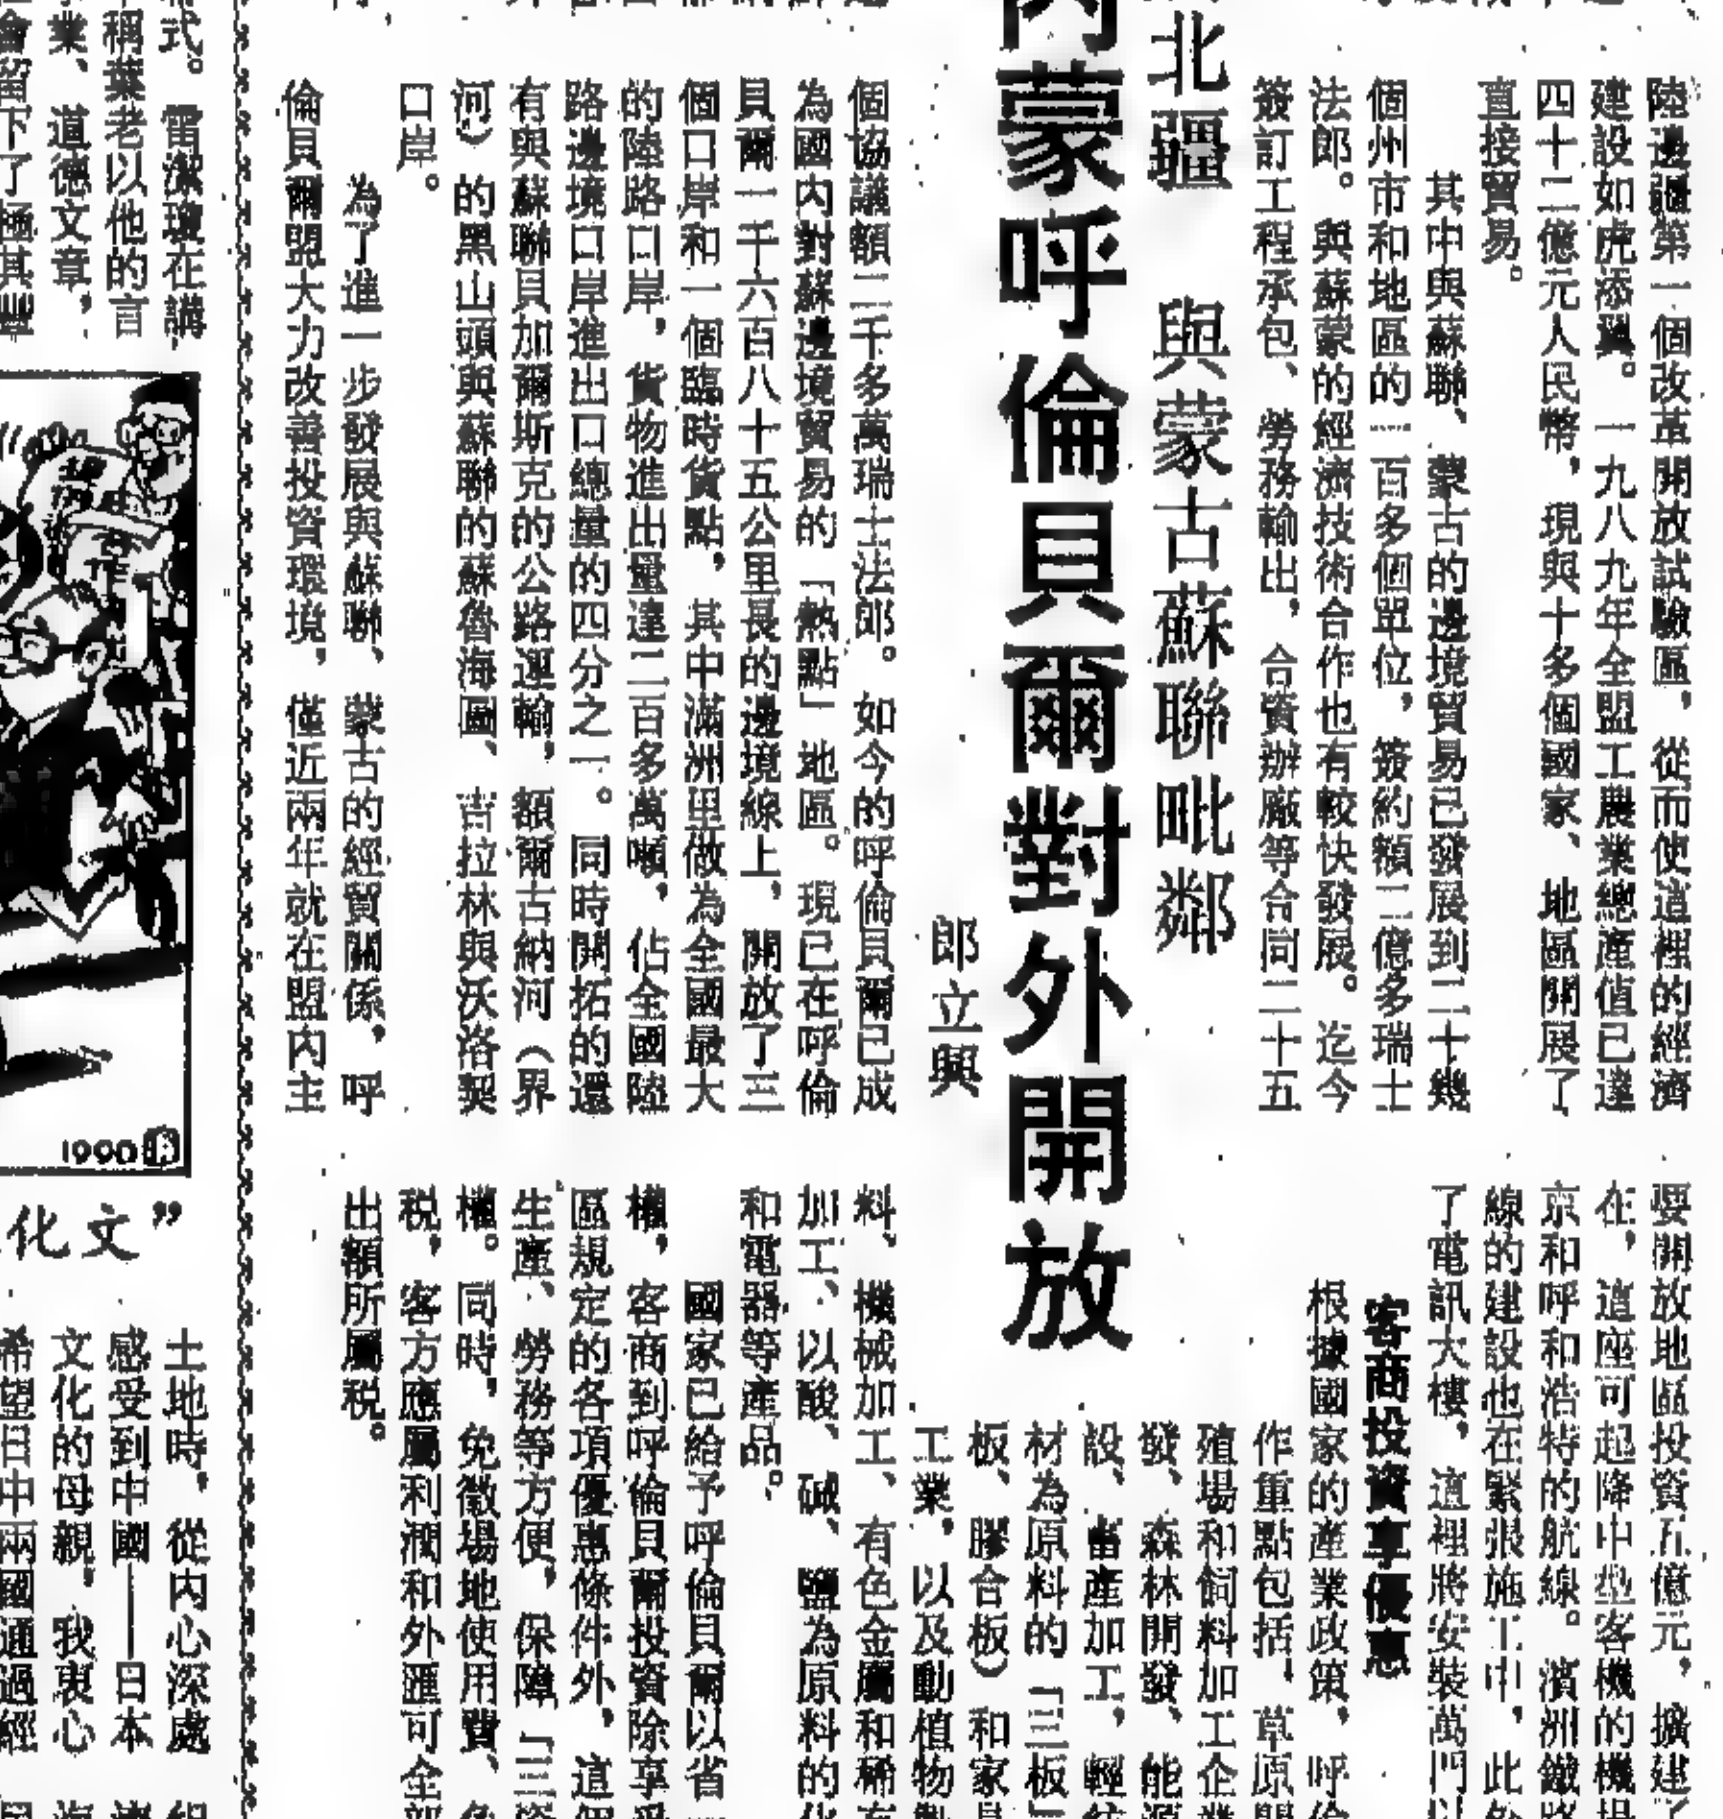 北疆　與蒙古蘇聯毗鄰
內蒙呼倫貝爾對外開放
郎立興
陸邊疆第一個改革開放試驗區，從而使這裡的經濟
建設如虎添翼。一九八九年全盟工農業總產值已達
四十二億元人民幣，現與十多個國家、地區開展了
直接貿易。
其中與蘇聯、蒙古的邊境貿易已發展到二十幾
個州市和地區的二百多個單位，簽約額二億多瑞士
法郎。與蘇蒙的經濟技術合作也有較快發展。迄今
簽訂工程承包、勞務輸出，合資辦廠等合同二十五
個協議額二千多萬瑞士法郎。如今的呼倫貝爾已成
為國內對蘇邊境貿易的「熱點」地區。現已在呼倫
貝爾一千六百八十五公里長的邊境線上，開放了三
個口岸和一個臨時貨點，其中滿洲里做為全國最大
的陸路口岸，貨物進出量達二百多萬噸，佔全國陸
路邊境口岸進出口總量的四分之一。同時開拓的還
有與蘇聯貝加爾斯克的公路運輸，額爾古納河（界
河）的黑山頭與蘇聯的蘇魯海圖、吉拉林與沃洛契
口岸。
為了進一步發展與蘇聯、蒙古的經貿關係，呼
倫貝爾盟大力改善投資環境，僅近兩年就在盟內主
要開放地區投資五億元，擴建
在，這座可起降中型客機的機場
京和呼和浩特的航線。濱洲鐵路
線的建設也在緊張施工中，此外
了電訊大樓，這裡將安裝萬門以
客商投資享優惠
根據國家的產業政策，呼倫
作重點包括，草原開
殖場和飼料加工企業
發、森林開發、能源
設、畜產加工，輕紡
材為原料的「三板」
板、膠合板）和家具
工業，以及動植物
料、機械加工、有色金屬和稀有
加工、以酸、碱、鹽為原料的化
和電器等產品。
國家已給予呼倫貝爾以省
權，客商到呼倫貝爾投資除享受
區規定的各項優惠條件外，這個
生產、勞務等方便，保障「三資
權。同時，免徵場地使用費、免
税，客方應屬利潤和外匯可全部
出額所屬税。
式。雷潔瓊在講
稱葉老以他的言
業、道德文章，
會留下了極其豐
1990
化文”
土地時，從內心深處
感受到中國——日本
文化的母親。我衷心
希望日中兩國通過經